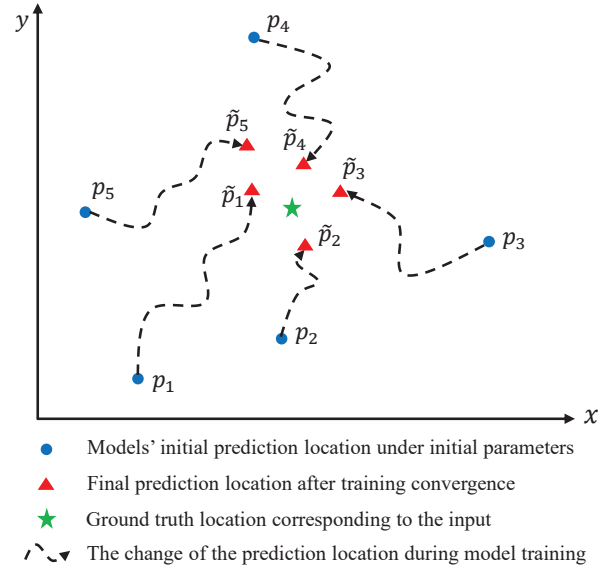 y
p₄
p̃₅
p̃₄
p̃₃
p₅
p̃₁
p̃₂
p₃
p₂
p₁
x
Models' initial prediction location under initial parameters
Final prediction location after training convergence
Ground truth location corresponding to the input
The change of the prediction location during model training